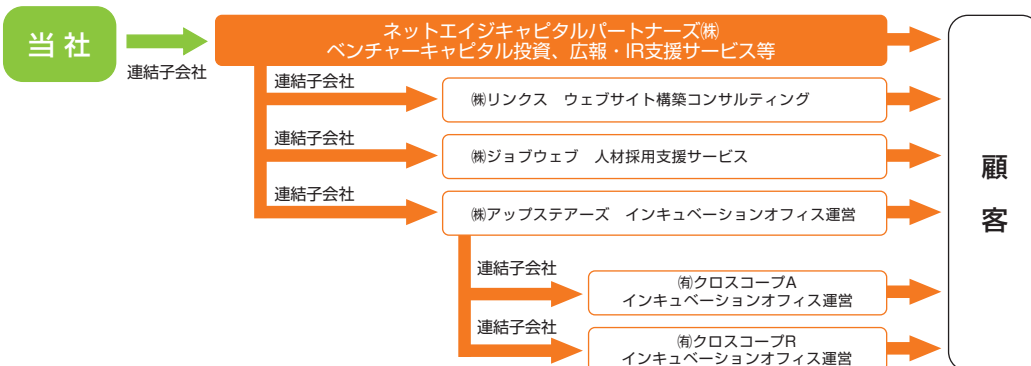 当社
連結子会社
ネットエイジキャピタルパートナーズ㈱
ベンチャーキャピタル投資、広報・IR支援サービス等
連結子会社
㈱リンクス　ウェブサイト構築コンサルティング
連結子会社
㈱ジョブウェブ　人材採用支援サービス
連結子会社
㈱アップステアーズ　インキュベーションオフィス運営
連結子会社
㈲クロスコープA
インキュベーションオフィス運営
連結子会社
㈲クロスコープR
インキュベーションオフィス運営
顧客